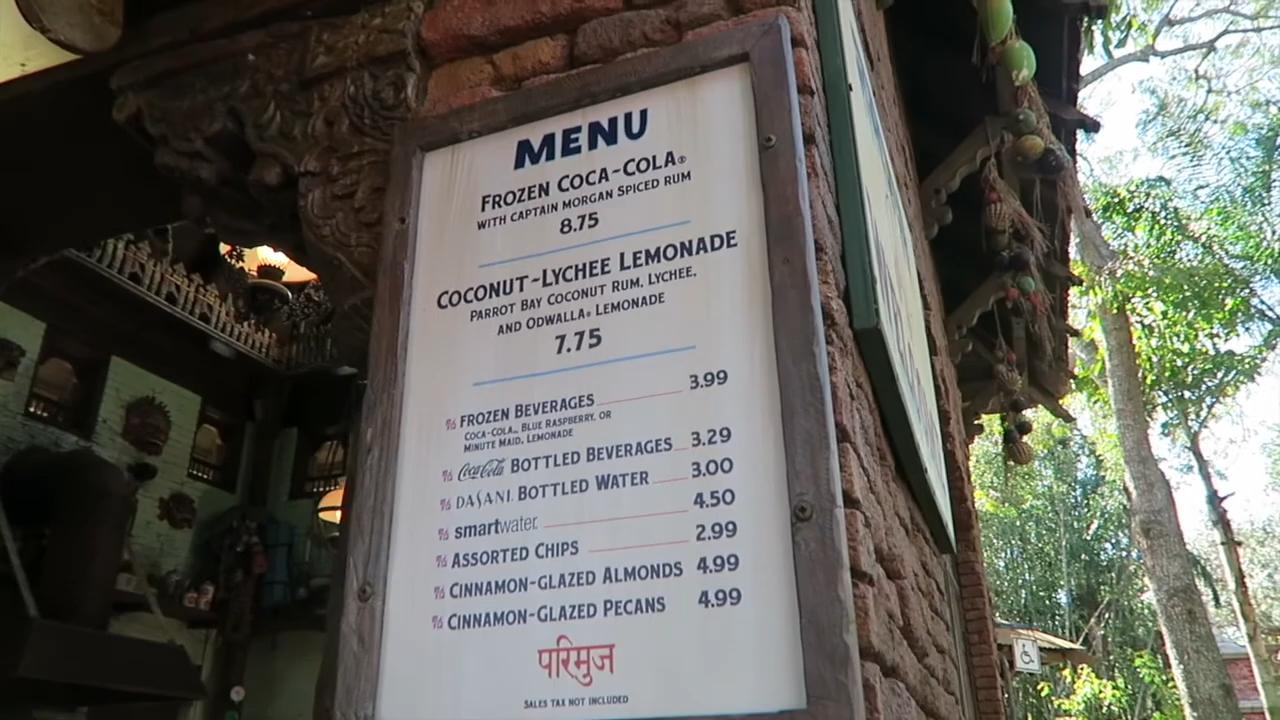 MENU
FROZEN COCA-COLA®
WITH CAPTAIN MORGAN SPICED RUM
8.75
COCONUT-LYCHEE LEMONADE
PARROT BAY COCONUT RUM, LYCHEE,
AND ODWALLA® LEMONADE
7.75
FROZEN BEVERAGES 3.99
COCA-COLA, BLUE RASPBERRY, OR
MINUTE MAID, LEMONADE
Coca-Cola BOTTLED BEVERAGES 3.29
DASANI BOTTLED WATER 3.00
smartwater 4.50
ASSORTED CHIPS 2.99
CINNAMON-GLAZED ALMONDS 4.99
CINNAMON-GLAZED PECANS 4.99
परिमुज
SALES TAX NOT INCLUDED